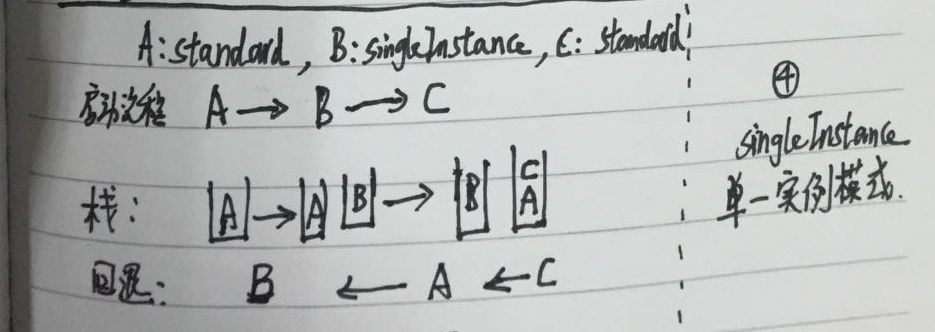 A:standard, B:singleInstance, C: standard
启动流程 A → B → C
栈: A → A B → B C A
回退: B ← A ← C
④
singleInstance
单一实例模式.